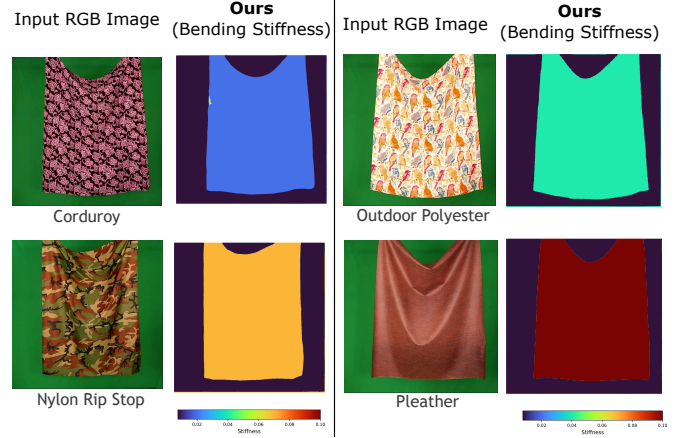 Input RGB Image
Ours
(Bending Stiffness)
Input RGB Image
Ours
(Bending Stiffness)
Corduroy
Outdoor Polyester
Nylon Rip Stop
Pleather
0.02 0.04 0.06 0.08 0.10
Stiffness
0.02 0.04 0.06 0.08 0.10
Stiffness